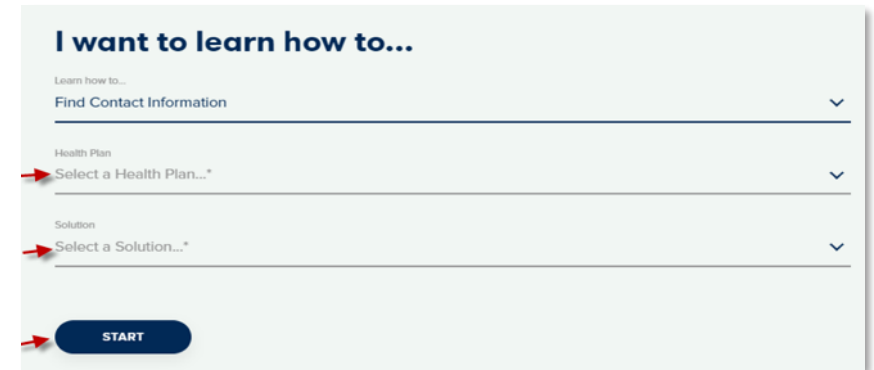 I want to learn how to...
Learn how to...
Find Contact Information
Health Plan
Select a Health Plan...*
Solution
Select a Solution...*
START